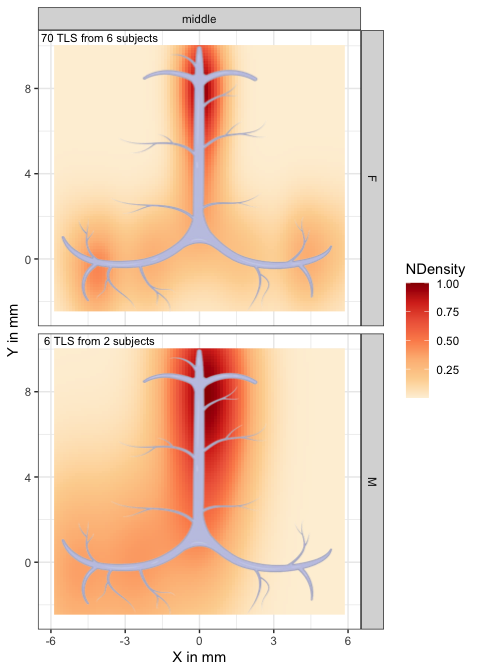 middle
70 TLS from 6 subjects
8
4
0
F
6 TLS from 2 subjects
8
4
0
M
-6 -3 0 3 6
X in mm
Y in mm
NDensity
1.00
0.75
0.50
0.25